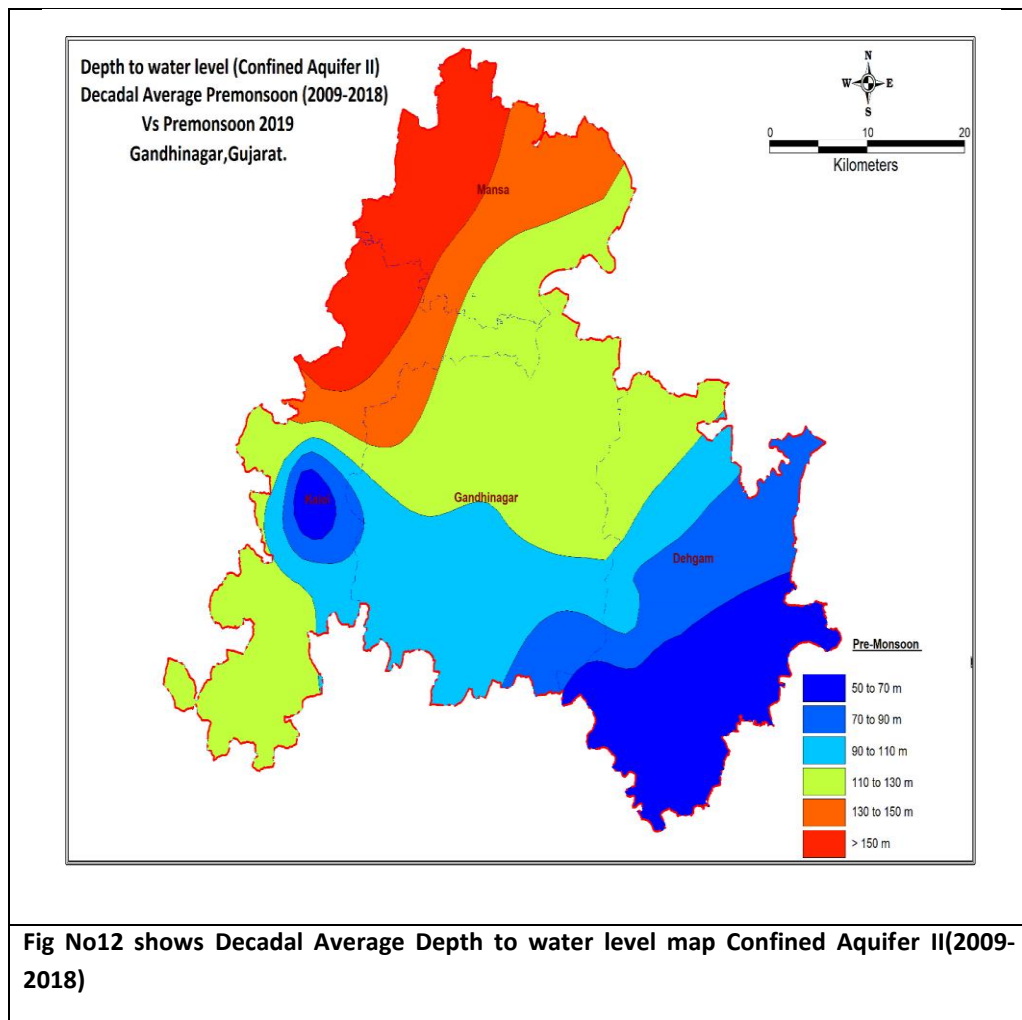 Depth to water level (Confined Aquifer II)
Decadal Average Premonsoon (2009-2018)
Vs Premonsoon 2019
Gandhinagar,Gujarat.
N
W E
S
0 10 20
Kilometers
Mansa
Kalol
Gandhinagar
Dehgam
Pre-Monsoon
50 to 70 m
70 to 90 m
90 to 110 m
110 to 130 m
130 to 150 m
> 150 m
Fig No12 shows Decadal Average Depth to water level map Confined Aquifer II(2009-
2018)